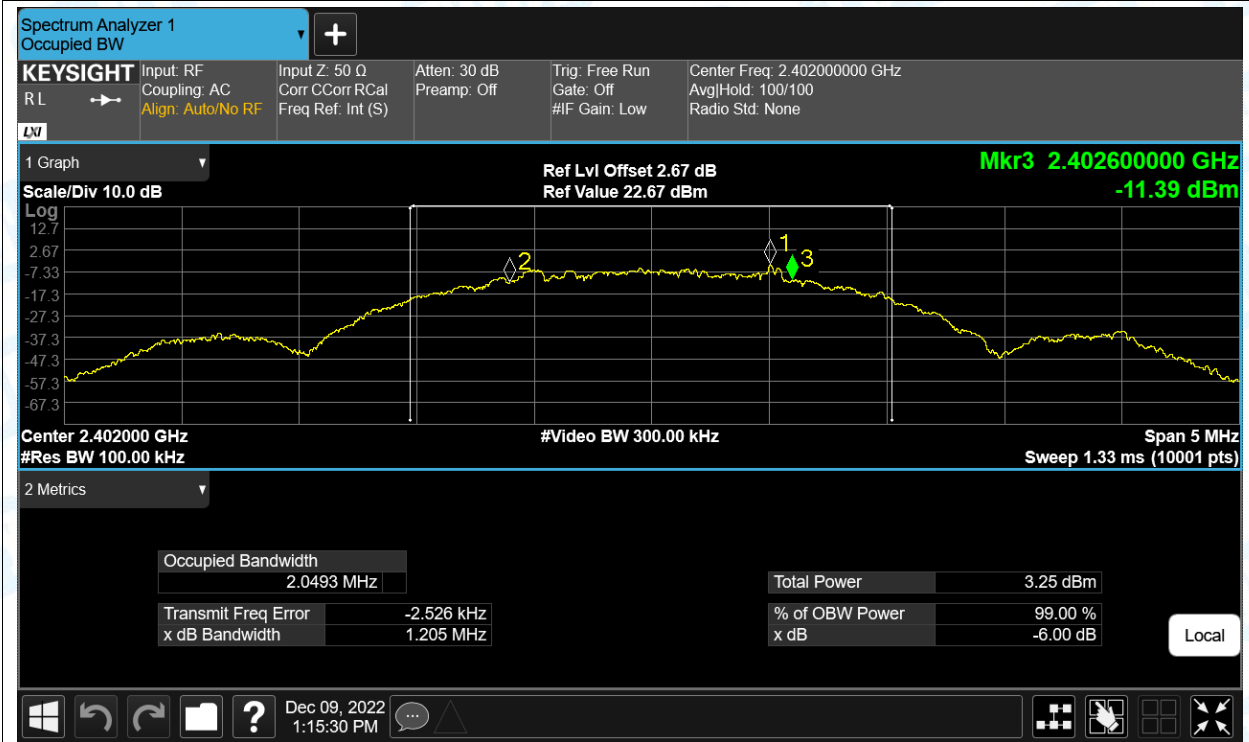 Spectrum Analyzer 1
Occupied BW
▼
+
KEYSIGHT
R L
LXI
Input: RF
Coupling: AC
Align: Auto/No RF
Input Z: 50 Ω
Corr CCorr RCal
Freq Ref: Int (S)
Atten: 30 dB
Preamp: Off
Trig: Free Run
Gate: Off
#IF Gain: Low
Center Freq: 2.402000000 GHz
Avg|Hold: 100/100
Radio Std: None
1 Graph ▼
Scale/Div 10.0 dB
Ref Lvl Offset 2.67 dB
Ref Value 22.67 dBm
Mkr3 2.402600000 GHz
-11.39 dBm
Log
12.7
2.67
-7.33
-17.3
-27.3
-37.3
-47.3
-57.3
-67.3
2
1
3
Center 2.402000 GHz
#Res BW 100.00 kHz
#Video BW 300.00 kHz
Span 5 MHz
Sweep 1.33 ms (10001 pts)
2 Metrics ▼
Occupied Bandwidth
2.0493 MHz
Transmit Freq Error -2.526 kHz
x dB Bandwidth 1.205 MHz
Total Power 3.25 dBm
% of OBW Power 99.00 %
x dB -6.00 dB
Local
?
Dec 09, 2022
1:15:30 PM